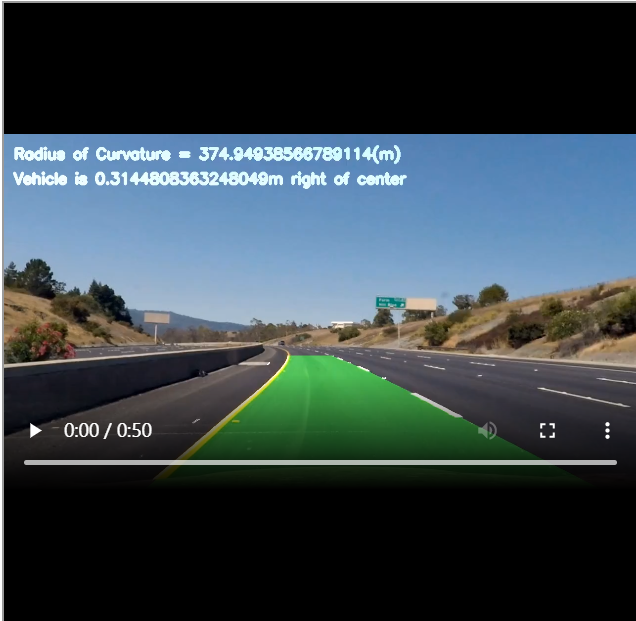 Radius of Curvature = 374.94938566789114(m)
Vehicle is 0.3144808363248049m right of center
0:00 / 0:50